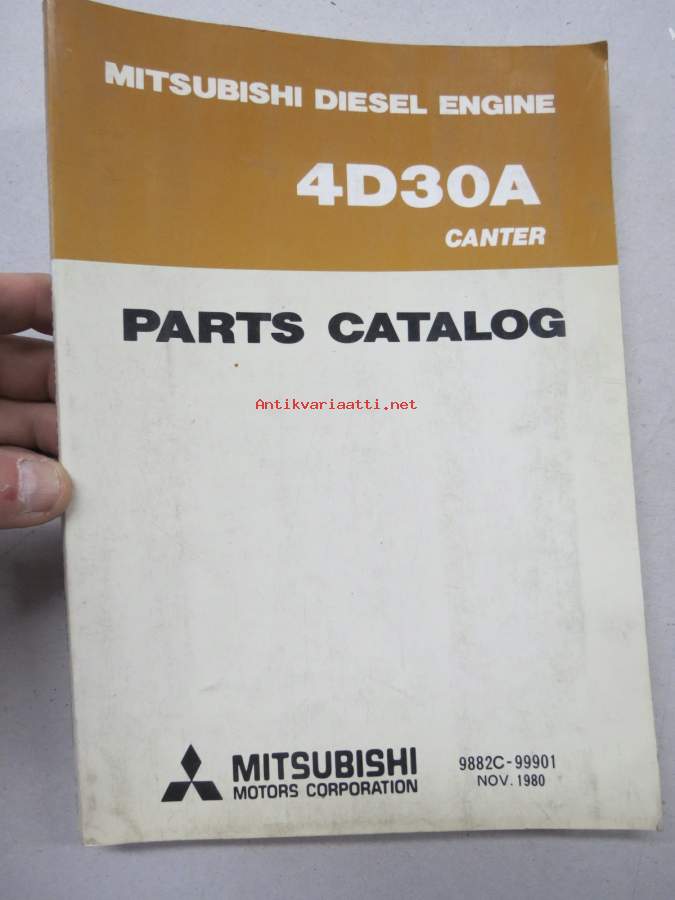 MITSUBISHI DIESEL ENGINE
4D30A
CANTER
PARTS CATALOG
Antikvariaatti.net
MITSUBISHI
MOTORS CORPORATION
9882C-99901
NOV. 1980